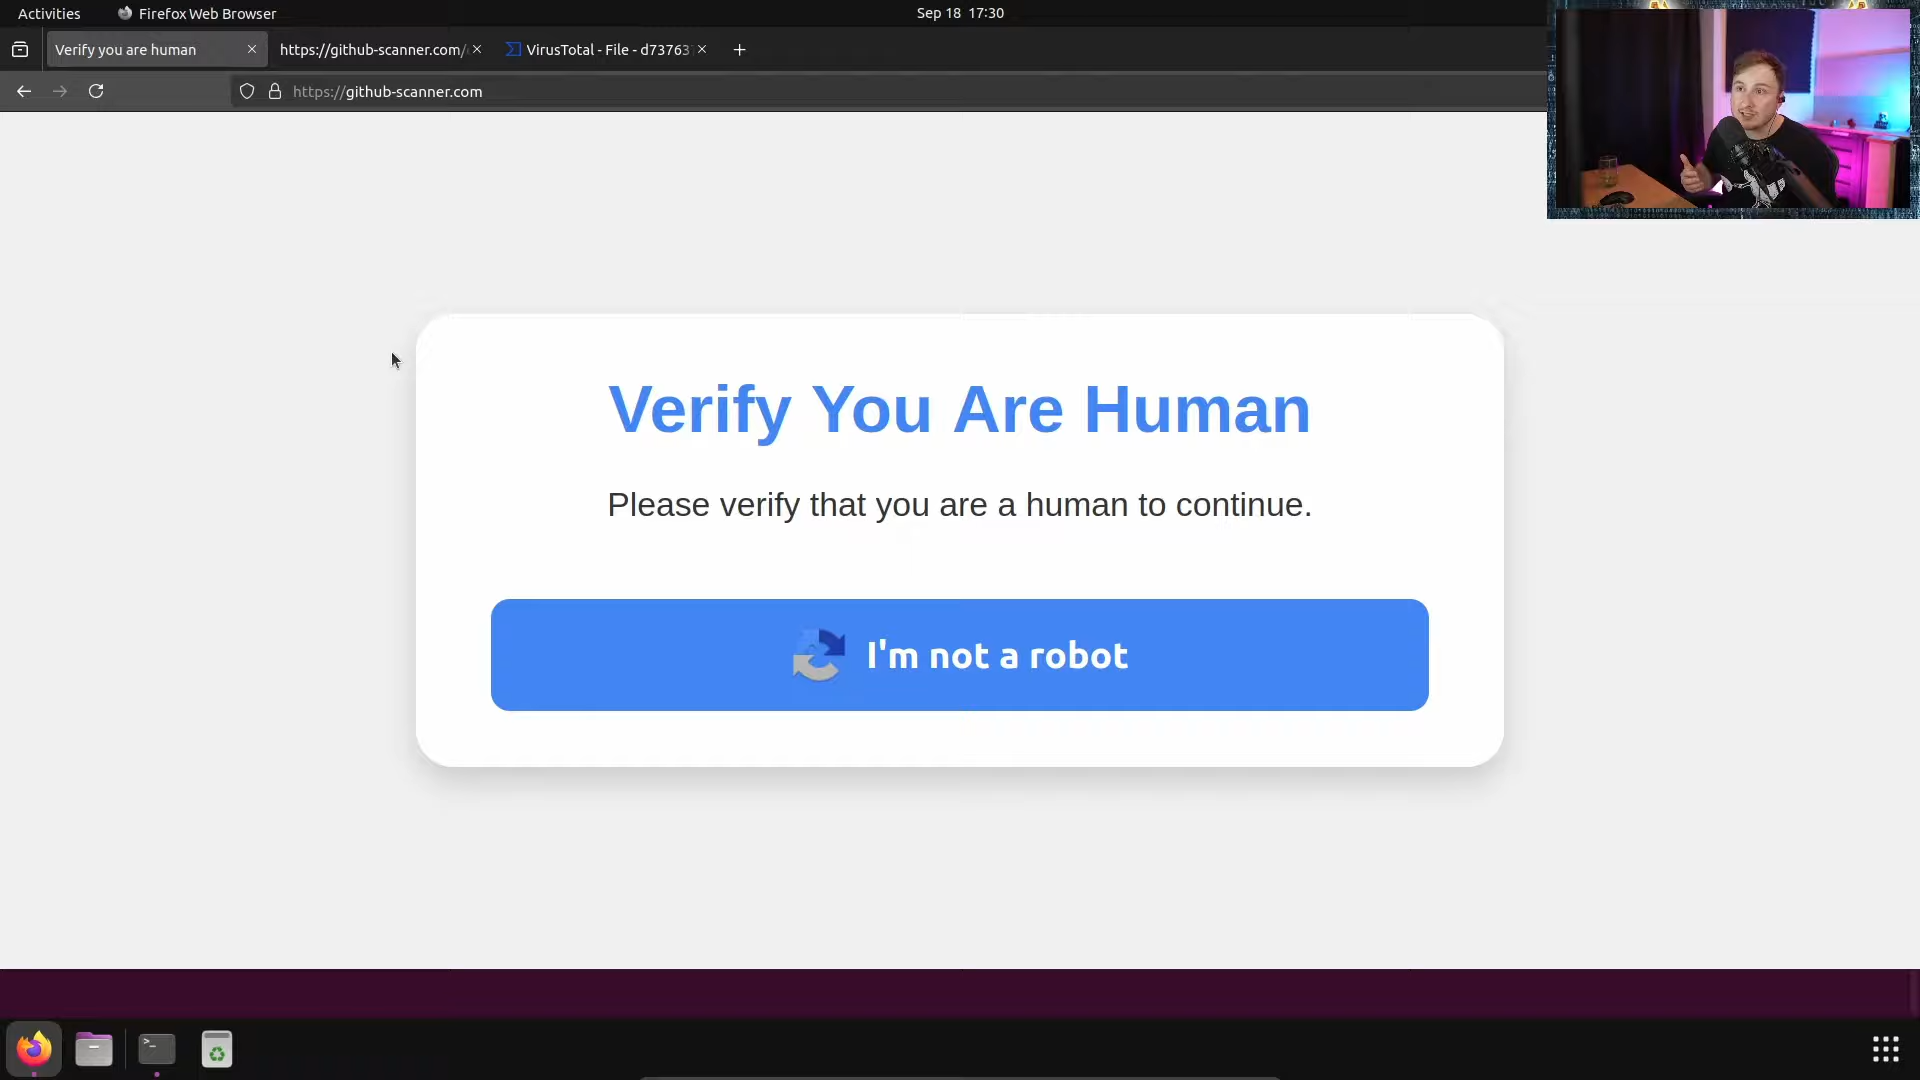 Activities
Firefox Web Browser
Sep 18 17:30
Verify you are human
https://github-scanner.com/
VirusTotal - File - d73763
https://github-scanner.com
Verify You Are Human
Please verify that you are a human to continue.
I'm not a robot